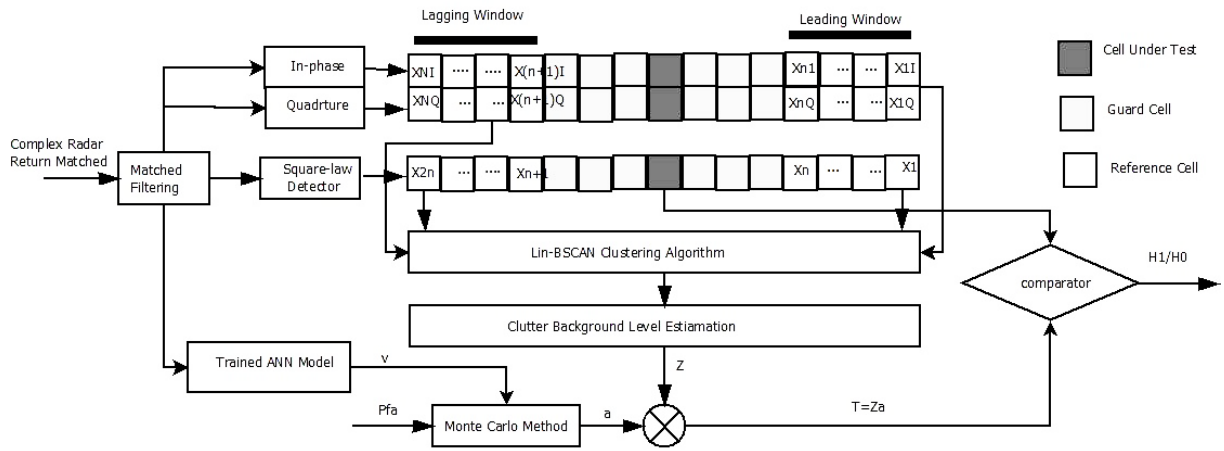 Lagging Window
Leading Window
In-phase
XNI .... .... X(n+1)I Xn1 ... ... X1I
Cell Under Test
Quadrture
XNQ ... ... X(n+1)Q XnQ ... ... X1Q
Guard Cell
Complex Radar
Return Matched
Matched
Filtering
Square-law
Detector
X2n ... .... Xn+1 Xn ... ... X1
Reference Cell
Lin-BSCAN Clustering Algorithm
H1/H0
comparator
Clutter Background Level Estiamation
Trained ANN Model
v
Z
Pfa
Monte Carlo Method
a
T=Za